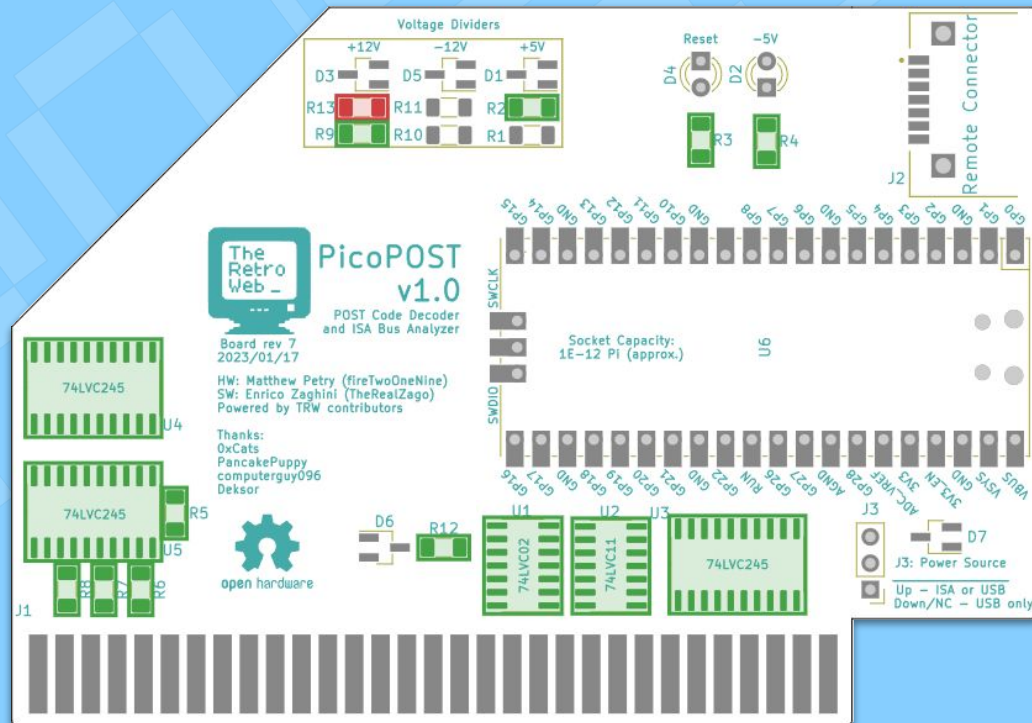 Voltage Dividers
+12V
-12V
+5V
D3
D5
D1
R13
R11
R2
R9
R10
R1
Reset
-5V
D4
D2
R3
R4
J2
Remote Connector
GP15
GP14
GND
GP13
GP12
GP11
GP10
GND
GP8
GP7
GP6
GND
GP5
GP4
GP3
GP2
GND
GP1
GP0
The
Retro
Web_
PicoPOST
v1.0
POST Code Decoder
and ISA Bus Analyzer
Board rev 7
2023/01/17
HW: Matthew Petry (fireTwoOneNine)
SW: Enrico Zaghini (TheRealZago)
Powered by TRW contributors
Thanks:
0xCats
PancakePuppy
computerguy096
Deksor
SWCLK
SWDIO
Socket Capacity:
1E-12 Pi (approx.)
U6
74LVC245
U4
74LVC245
U5
R5
GP16
GP17
GND
GP18
GP19
GP20
GP21
GND
GP22
RUN
GP26
GP27
AGND
GP28
ADC_VREF
3V3
3V3_EN
GND
VSYS
VBUS
open hardware
D6
R12
U1
74LVC02
U2
74LVC11
U3
74LVC245
J3
D7
J3: Power Source
Up - ISA or USB
Down/NC - USB only
R8
R7
R6
J1